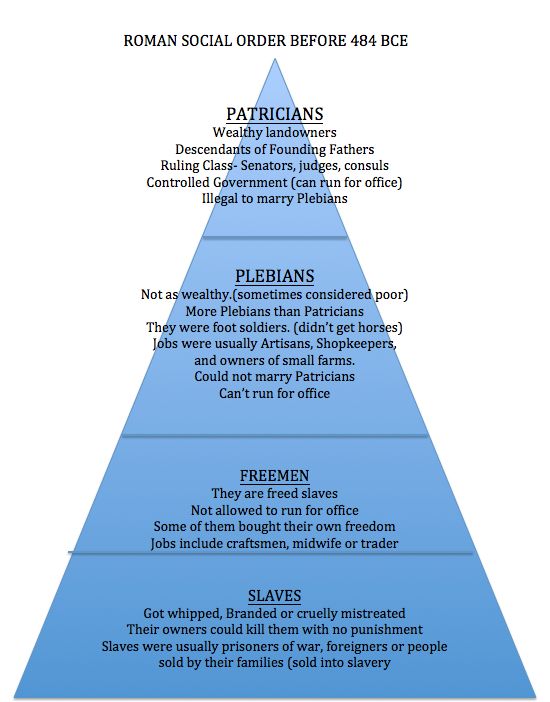 ROMAN SOCIAL ORDER BEFORE 484 BCE
PATRICIANS
Wealthy landowners
Descendants of Founding Fathers
Ruling Class- Senators, judges, consuls
Controlled Government (can run for office)
Illegal to marry Plebians
PLEBIANS
Not as wealthy.(sometimes considered poor)
More Plebians than Patricians
They were foot soldiers. (didn't get horses)
Jobs were usually Artisans, Shopkeepers,
and owners of small farms.
Could not marry Patricians
Can't run for office
FREEMEN
They are freed slaves
Not allowed to run for office
Some of them bought their own freedom
Jobs include craftsmen, midwife or trader
SLAVES
Got whipped, Branded or cruelly mistreated
Their owners could kill them with no punishment
Slaves were usually prisoners of war, foreigners or people
sold by their families (sold into slavery